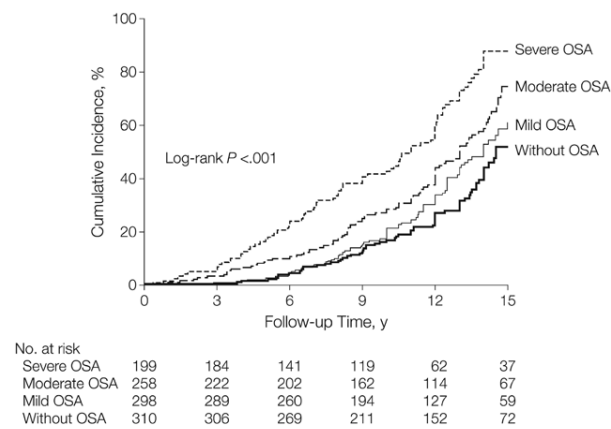 100
80
60
40
20
0
Cumulative Incidence, %
Log-rank P <.001
Severe OSA
Moderate OSA
Mild OSA
Without OSA
0 3 6 9 12 15
Follow-up Time, y
No. at risk
Severe OSA 199 184 141 119 62 37
Moderate OSA 258 222 202 162 114 67
Mild OSA 298 289 260 194 127 59
Without OSA 310 306 269 211 152 72